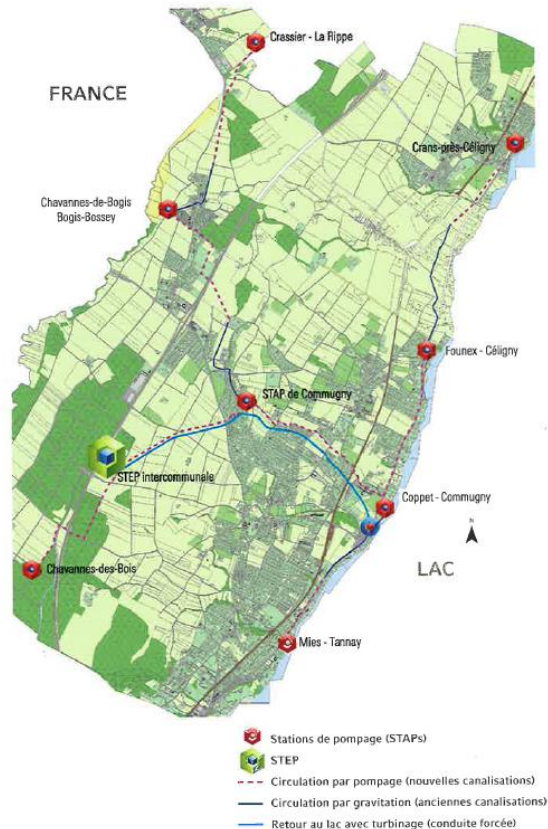 Crassier - La Rippe
FRANCE
Crans-près-Céligny
Chavannes-de-Bogis
Bogis-Bossey
Founex - Céligny
STAP de Commugny
STEP intercommunale
Coppet - Commugny
N
LAC
Chavannes-des-Bois
Mies - Tannay
Stations de pompage (STAPs)
STEP
Circulation par pompage (nouvelles canalisations)
Circulation par gravitation (anciennes canalisations)
Retour au lac avec turbinage (conduite forcée)